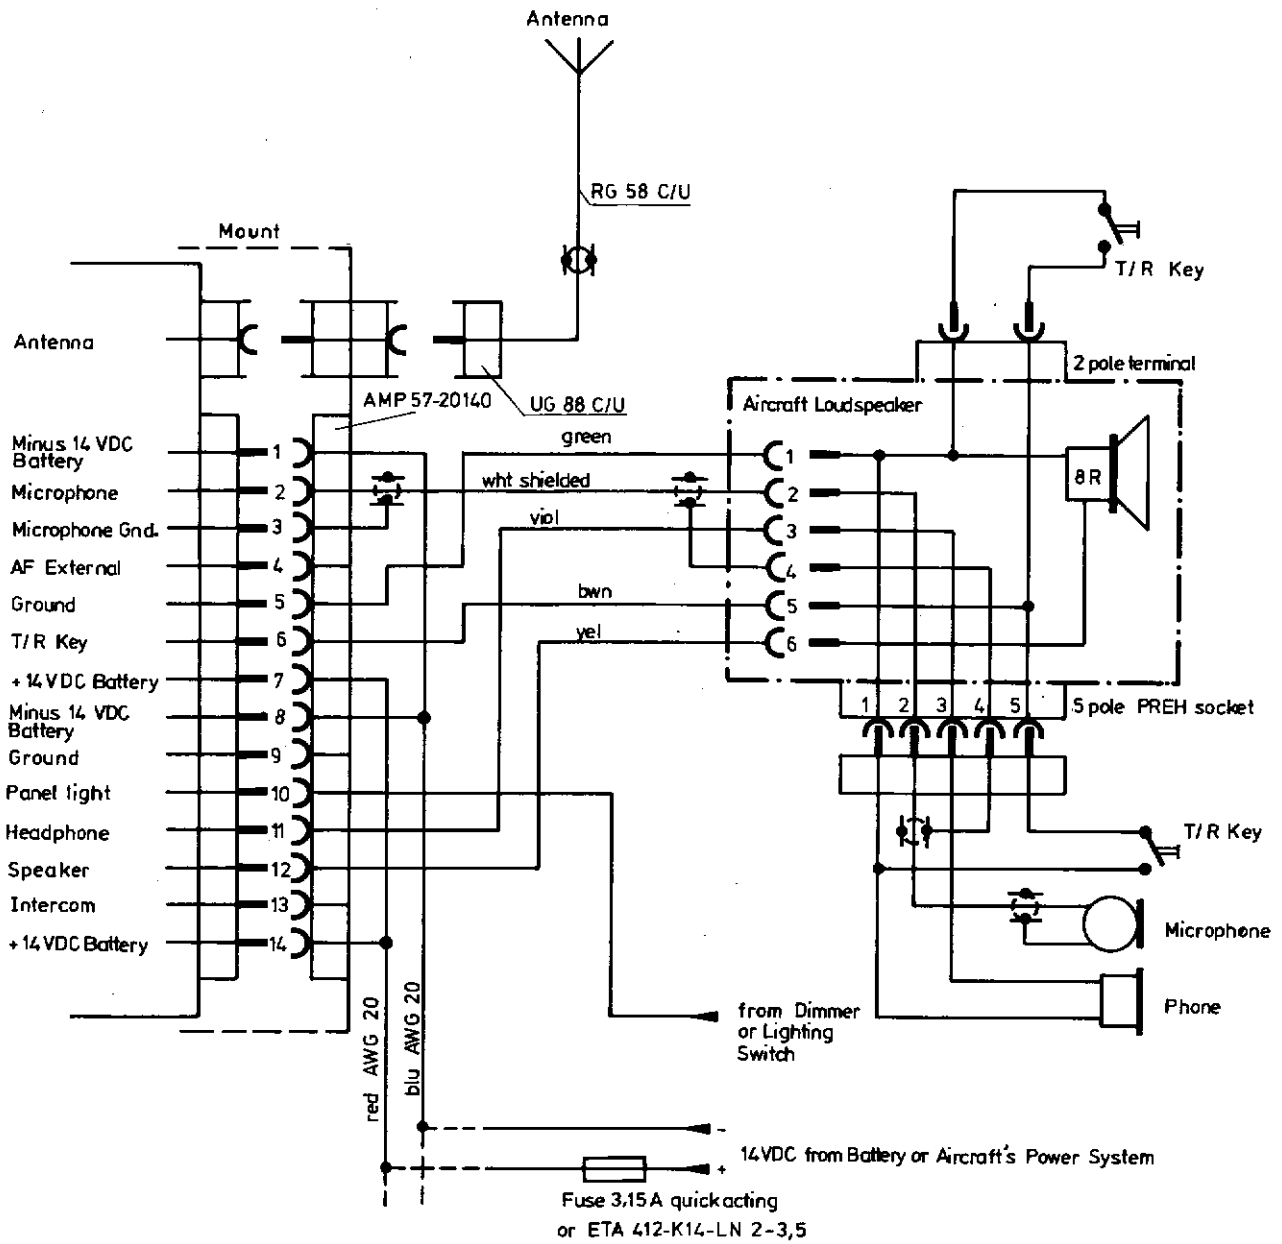 Antenna
RG 58 C/U
Mount
T/R Key
Antenna
2 pole terminal
AMP 57-20140
UG 88 C/U
Aircraft Loudspeaker
green
Minus 14 VDC
Battery
1
1
8R
Microphone
2
wht shielded
2
Microphone Gnd.
3
viol
3
AF External
4
4
Ground
5
bwn
5
T/R Key
6
yel
6
+14VDC Battery
7
Minus 14 VDC
Battery
8
1 2 3 4 5
5 pole PREH socket
Ground
9
Panel light
10
Headphone
11
T/R Key
Speaker
12
Intercom
13
Microphone
+14VDC Battery
14
red AWG 20
blu AWG 20
from Dimmer
or Lighting
Switch
Phone
-
14VDC from Battery or Aircraft's Power System
+
Fuse 3,15A quickacting
or ETA 412-K14-LN 2-3,5